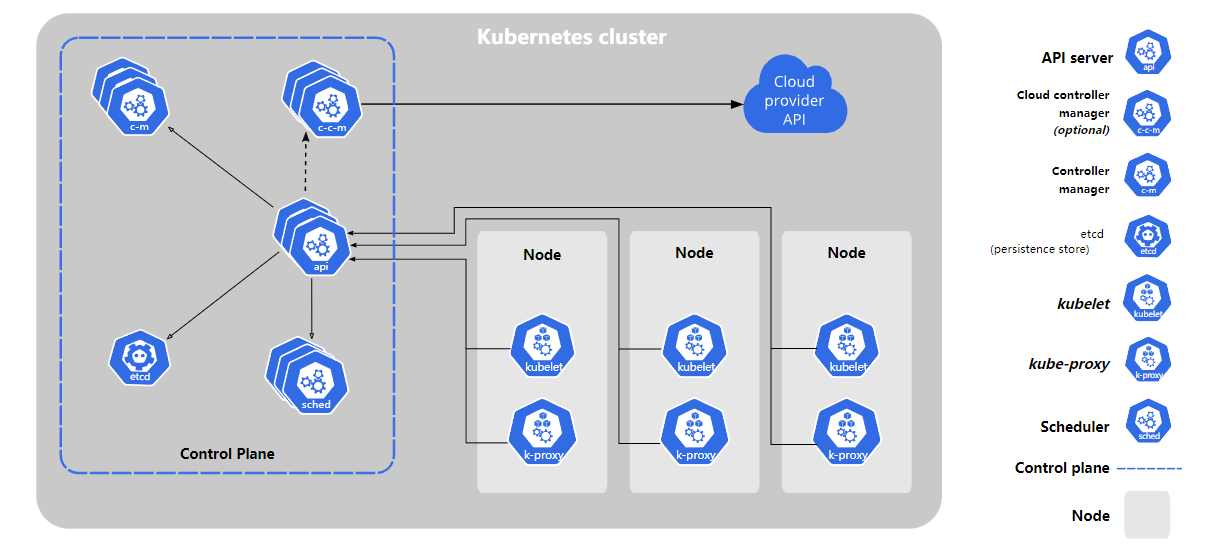 Kubernetes cluster
c-m
c-c-m
Cloud
provider
API
api
etcd
sched
Control Plane
Node
kubelet
k-proxy
Node
kubelet
k-proxy
Node
kubelet
k-proxy
API server
api
Cloud controller
manager
(optional)
c-c-m
Controller
manager
c-m
etcd
(persistence store)
etcd
kubelet
kubelet
kube-proxy
k-proxy
Scheduler
sched
Control plane
Node